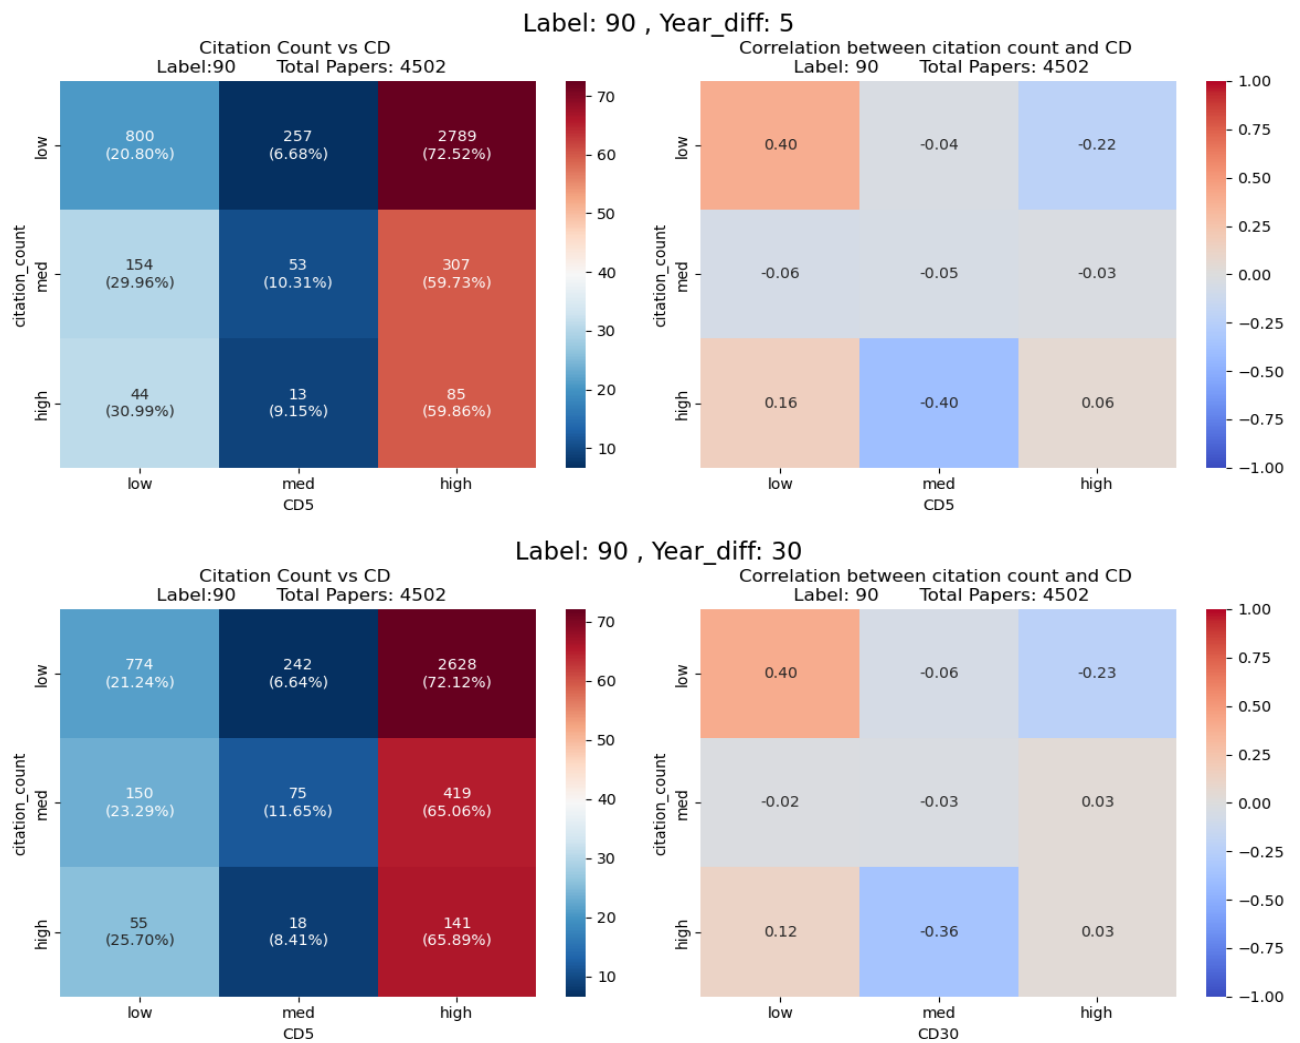 Label: 90 , Year_diff: 5
Citation Count vs CD
Label:90 Total Papers: 4502
low
med
high
citation_count
800
(20.80%)
257
(6.68%)
2789
(72.52%)
154
(29.96%)
53
(10.31%)
307
(59.73%)
44
(30.99%)
13
(9.15%)
85
(59.86%)
low med high
CD5
70
60
50
40
30
20
10
Correlation between citation count and CD
Label: 90 Total Papers: 4502
low
med
high
citation_count
0.40 -0.04 -0.22
-0.06 -0.05 -0.03
0.16 -0.40 0.06
low med high
CD5
1.00
0.75
0.50
0.25
0.00
−0.25
−0.50
−0.75
−1.00
Label: 90 , Year_diff: 30
Citation Count vs CD
Label:90 Total Papers: 4502
low
med
high
citation_count
774
(21.24%)
242
(6.64%)
2628
(72.12%)
150
(23.29%)
75
(11.65%)
419
(65.06%)
55
(25.70%)
18
(8.41%)
141
(65.89%)
low med high
CD5
70
60
50
40
30
20
10
Correlation between citation count and CD
Label: 90 Total Papers: 4502
low
med
high
citation_count
0.40 -0.06 -0.23
-0.02 -0.03 0.03
0.12 -0.36 0.03
low med high
CD30
1.00
0.75
0.50
0.25
0.00
−0.25
−0.50
−0.75
−1.00